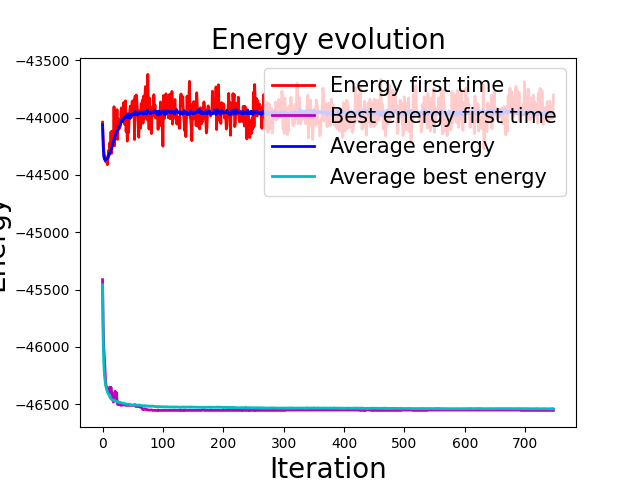 Energy evolution
Energy
−43500
−44000
−44500
−45000
−45500
−46000
−46500
Energy first time
Best energy first time
Average energy
Average best energy
0 100 200 300 400 500 600 700
Iteration